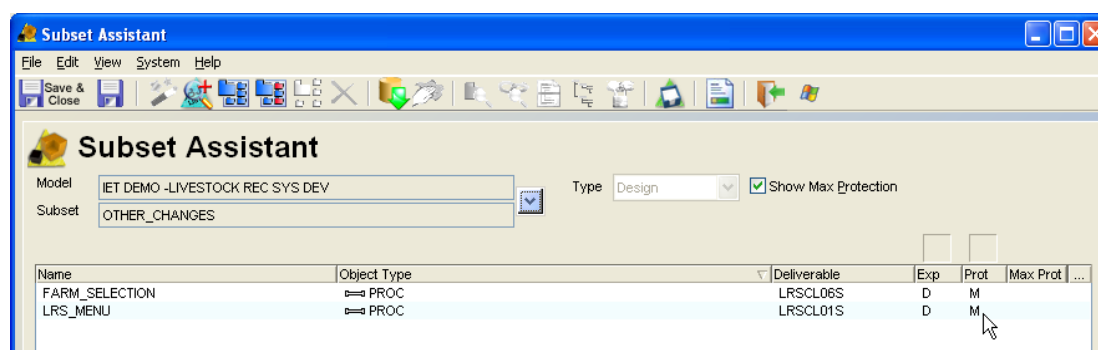 Subset Assistant
File Edit View System Help
Save & Close
Subset Assistant
Model IET DEMO -LIVESTOCK REC SYS DEV Type Design Show Max Protection
Subset OTHER_CHANGES
Name Object Type Deliverable Exp Prot Max Prot ...
FARM_SELECTION PROC LRSCL06S D M
LRS_MENU PROC LRSCL01S D M